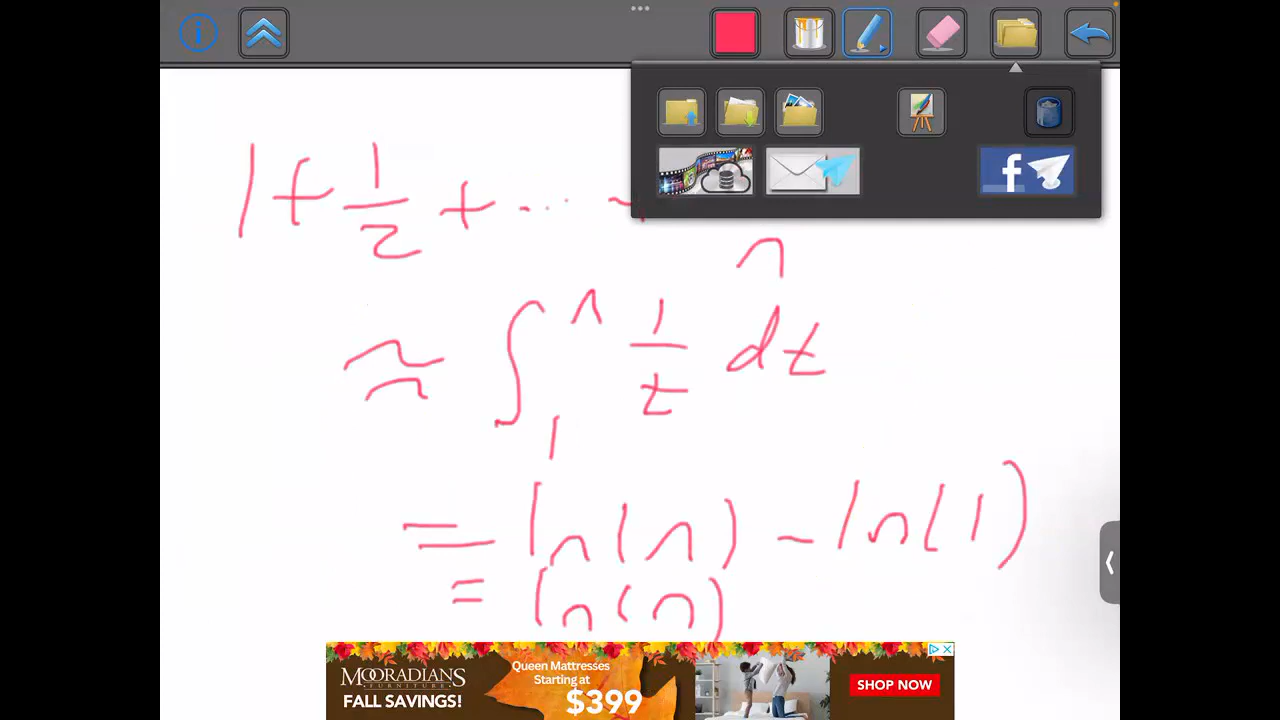 1 + 1/2 + ... n
≈ ∫₁ⁿ 1/t dt
= ln(n) - ln(1)
= ln(n)
MOORADIANS
FURNITURE
FALL SAVINGS!
Queen Mattresses
Starting at
$399
SHOP NOW